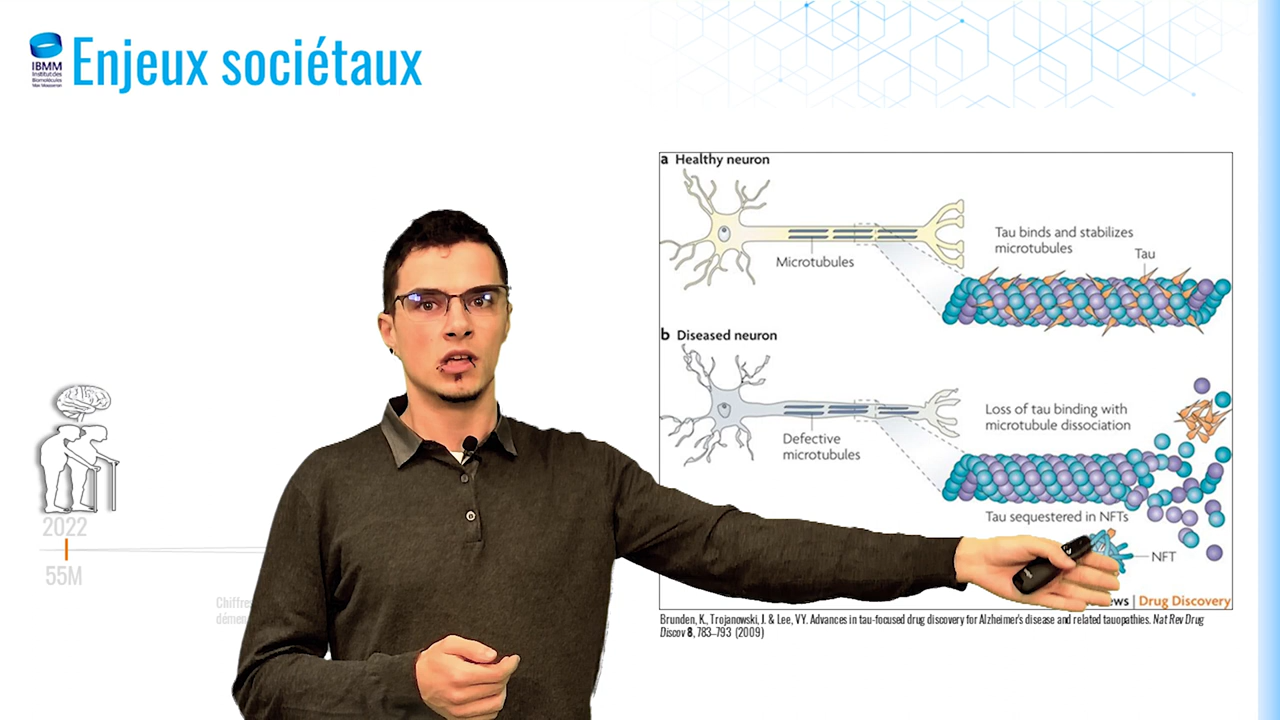 Enjeux sociétaux
IBMM
Institut des
Biomolécules
Max Mousseron
a Healthy neuron
Microtubules
Tau binds and stabilizes
microtubules
Tau
b Diseased neuron
Defective
microtubules
Loss of tau binding with
microtubule dissociation
Tau sequestered in NFTs
NFT
| Drug Discovery
2022
55M
Chiffres
Brunden, K., Trojanowski, J. & Lee, VY. Advances in tau-focused drug discovery for Alzheimer's disease and related tauopathies. Nat Rev Drug
Discov 8, 783–793 (2009)